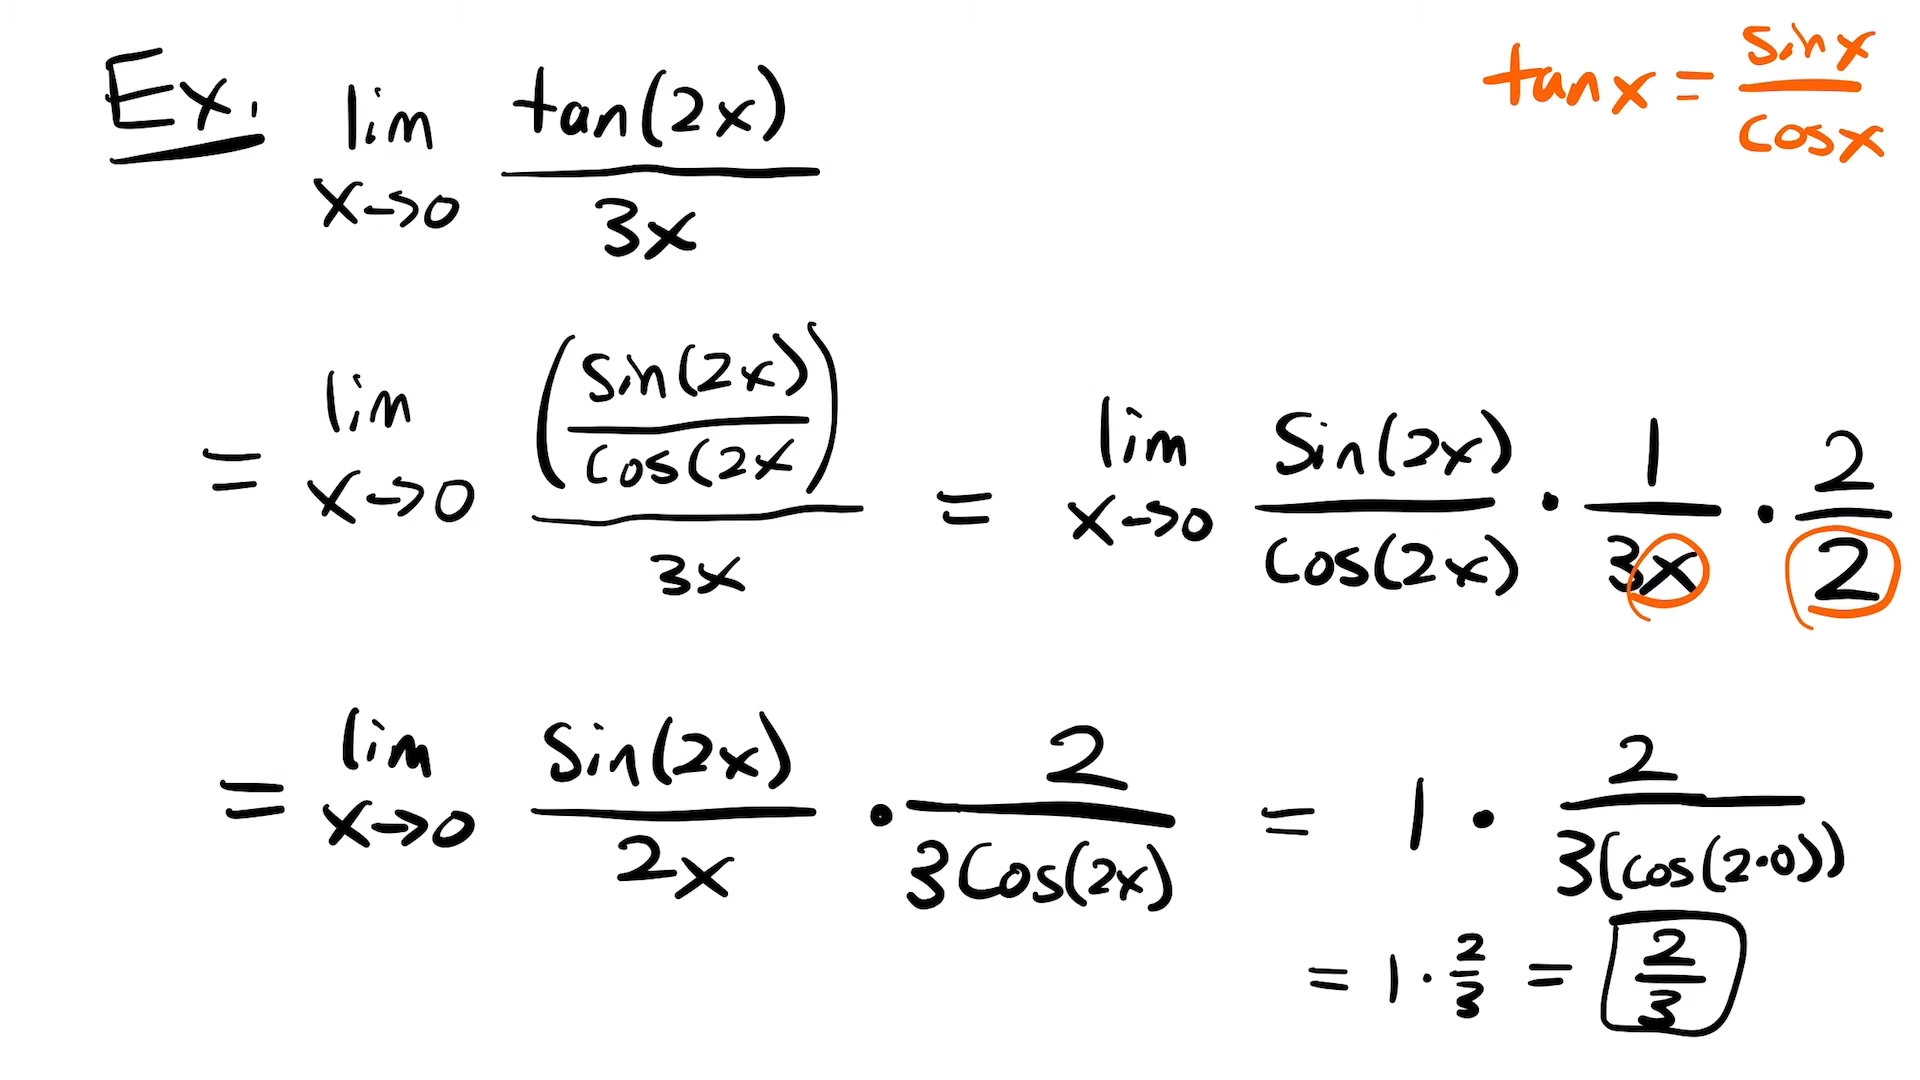 Ex. lim x→0 tan(2x)/3x
tan x = sin x/cos x
= lim x→0 (sin(2x)/cos(2x)/3x = lim x→0 sin(2x)/cos(2x) · 1/3x · 2/2
= lim x→0 sin(2x)/2x · 2/3cos(2x) = 1 · 2/3(cos(2·0))
= 1 · 2/3 = 2/3